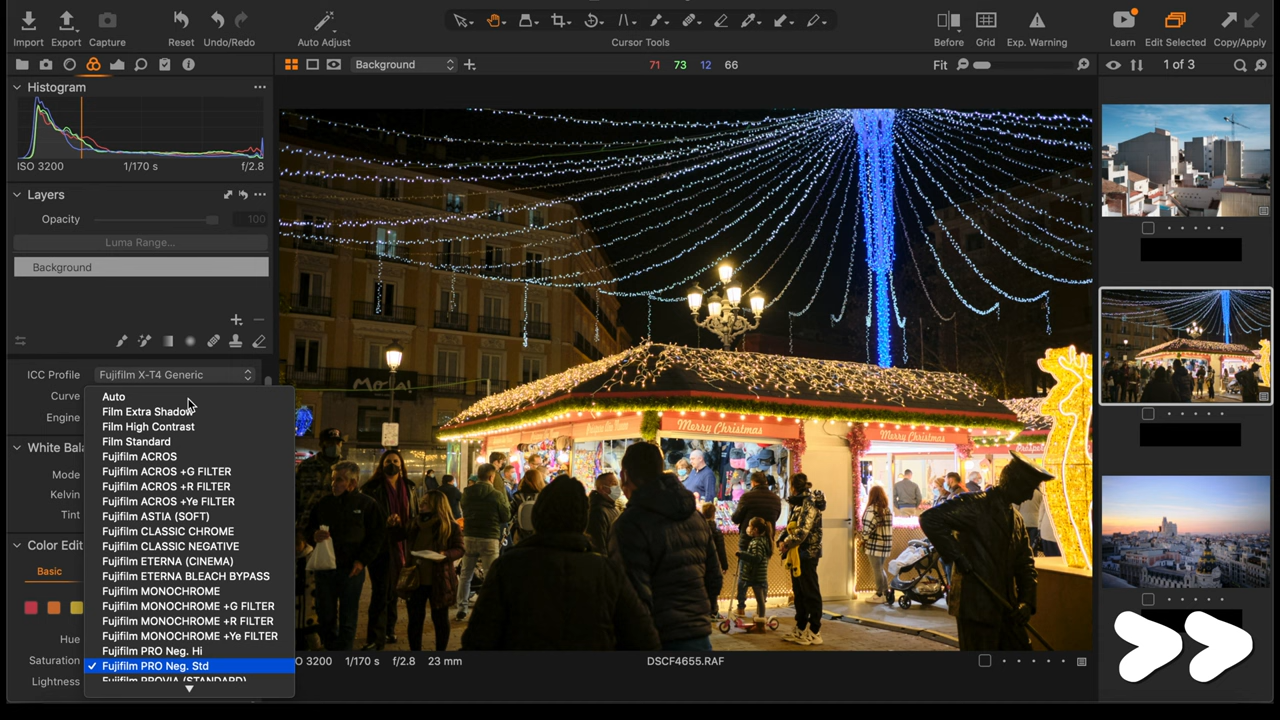 Import Export Capture Reset Undo/Redo Auto Adjust Cursor Tools Before Grid Exp. Warning Learn Edit Selected Copy/Apply
Background 71 73 12 66 Fit 1 of 3
Histogram
ISO 3200 1/170 s f/2.8
Layers
Opacity 100
Luma Range...
Background
ICC Profile Fujifilm X-T4 Generic
Curve
Engine
White Bala
Mode
Kelvin
Tint
Color Edit
Basic
Hue
Saturation
Lightness
Auto
Film Extra Shadow
Film High Contrast
Film Standard
Fujifilm ACROS
Fujifilm ACROS +G FILTER
Fujifilm ACROS +R FILTER
Fujifilm ACROS +Ye FILTER
Fujifilm ASTIA (SOFT)
Fujifilm CLASSIC CHROME
Fujifilm CLASSIC NEGATIVE
Fujifilm ETERNA (CINEMA)
Fujifilm ETERNA BLEACH BYPASS
Fujifilm MONOCHROME
Fujifilm MONOCHROME +G FILTER
Fujifilm MONOCHROME +R FILTER
Fujifilm MONOCHROME +Ye FILTER
Fujifilm PRO Neg. Hi
Fujifilm PRO Neg. Std
Fujifilm PROVIA (STANDARD)
Merry Christmas
Merry Christmas
O 3200 1/170 s f/2.8 23 mm DSCF4655.RAF